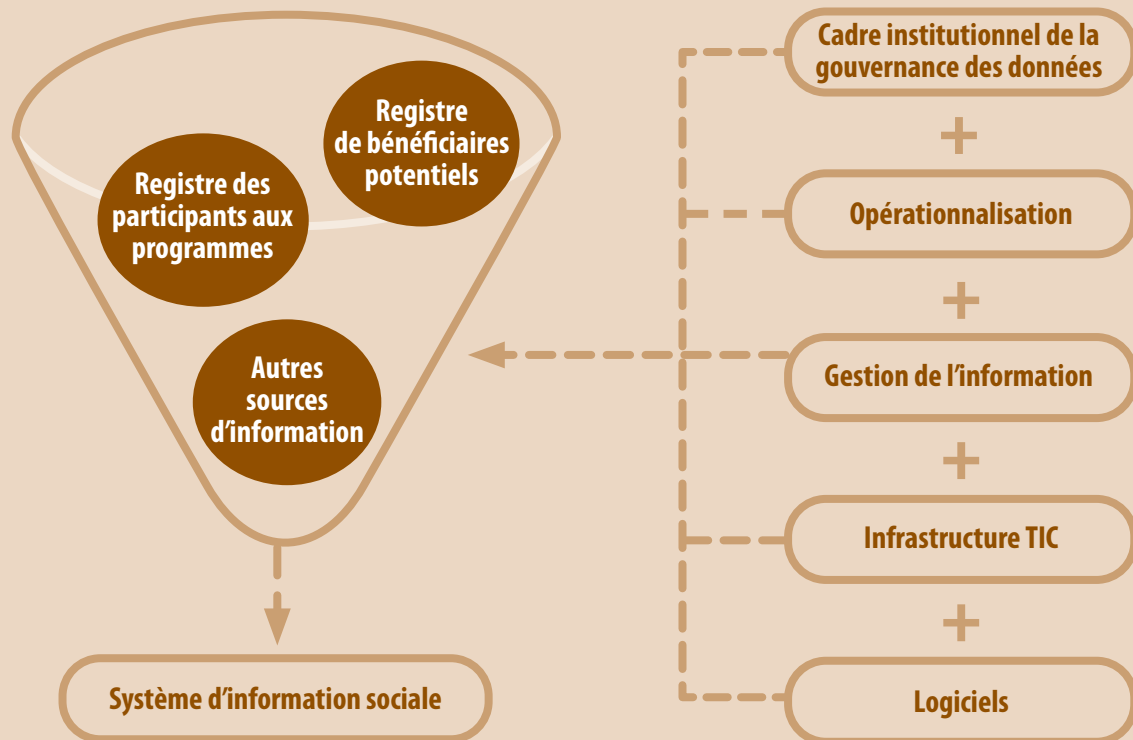 Registre
de bénéficiaires
potentiels
Registre des
participants aux
programmes
Autres
sources
d'information
Système d'information sociale
Cadre institutionnel de la
gouvernance des données
+
Opérationnalisation
+
Gestion de l'information
+
Infrastructure TIC
+
Logiciels